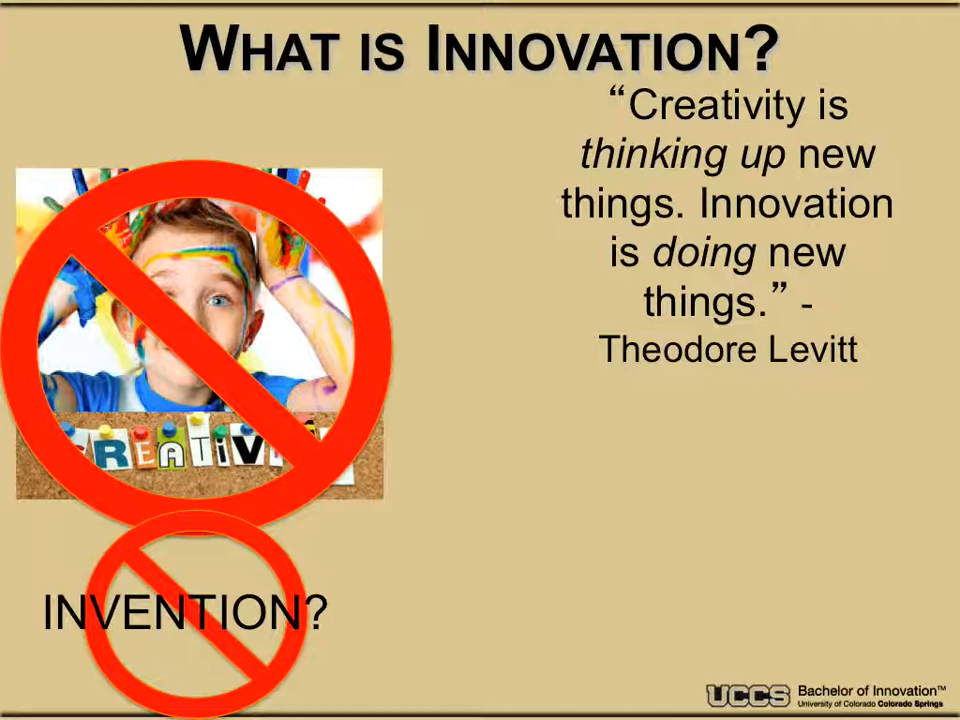 WHAT IS INNOVATION?
“Creativity is
thinking up new
things. Innovation
is doing new
things.” -
Theodore Levitt
CREATIVI
INVENTION?
UCCS
Bachelor of Innovation™
University of Colorado Colorado Springs